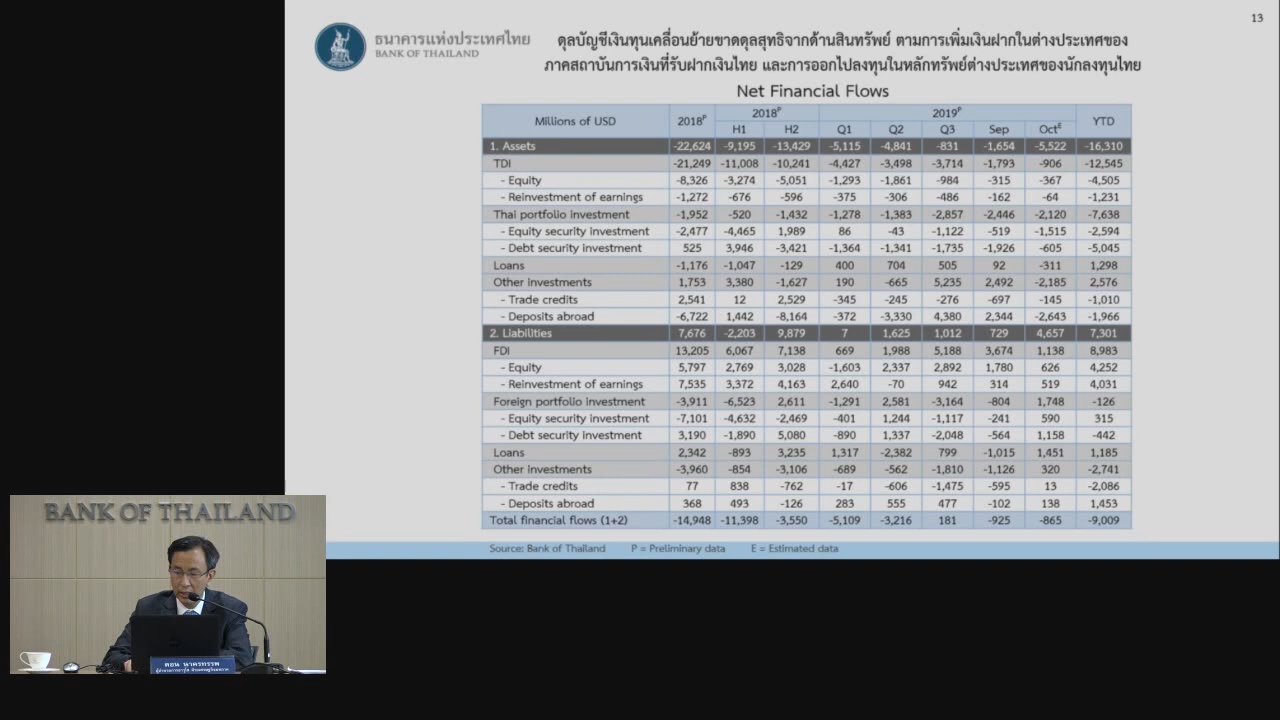 13
ธนาคารแห่งประเทศไทย
BANK OF THAILAND
ดุลบัญชีเงินทุนเคลื่อนย้ายขาดดุลสุทธิจากด้านสินทรัพย์ ตามการเพิ่มเงินฝากในต่างประเทศของ
ภาคสถาบันการเงินที่รับฝากเงินไทย และการออกไปลงทุนในหลักทรัพย์ต่างประเทศของนักลงทุนไทย
Net Financial Flows
Millions of USD 2018P 2018P 2019P YTD
H1 H2 Q1 Q2 Q3 Sep OctE
1. Assets -22,624 -9,195 -13,429 -5,115 -4,841 -831 -1,654 -5,522 -16,310
TDI -21,249 -11,008 -10,241 -4,427 -3,498 -3,714 -1,793 -906 -12,545
- Equity -8,326 -3,274 -5,051 -1,293 -1,861 -984 -315 -367 -4,505
- Reinvestment of earnings -1,272 -676 -596 -375 -306 -486 -162 -64 -1,231
Thai portfolio investment -1,952 -520 -1,432 -1,278 -1,383 -2,857 -2,446 -2,120 -7,638
- Equity security investment -2,477 -4,465 1,989 86 -43 -1,122 -519 -1,515 -2,594
- Debt security investment 525 3,946 -3,421 -1,364 -1,341 -1,735 -1,926 -605 -5,045
Loans -1,176 -1,047 -129 400 704 505 92 -311 1,298
Other investments 1,753 3,380 -1,627 190 -665 5,235 2,492 -2,185 2,576
- Trade credits 2,541 12 2,529 -345 -245 -276 -697 -145 -1,010
- Deposits abroad -6,722 1,442 -8,164 -372 -3,330 4,380 2,344 -2,643 -1,966
2. Liabilities 7,676 -2,203 9,879 7 1,625 1,012 729 4,657 7,301
FDI 13,205 6,067 7,138 669 1,988 5,188 3,674 1,138 8,983
- Equity 5,797 2,769 3,028 -1,603 2,337 2,892 1,780 626 4,252
- Reinvestment of earnings 7,535 3,372 4,163 2,640 -70 942 314 519 4,031
Foreign portfolio investment -3,911 -6,523 2,611 -1,291 2,581 -3,164 -804 1,748 -126
- Equity security investment -7,101 -4,632 -2,469 -401 1,244 -1,117 -241 590 315
- Debt security investment 3,190 -1,890 5,080 -890 1,337 -2,048 -564 1,158 -442
Loans 2,342 -893 3,235 1,317 -2,382 799 -1,015 1,451 1,185
Other investments -3,960 -854 -3,106 -689 -562 -1,810 -1,126 320 -2,741
- Trade credits 77 838 -762 -17 -606 -1,475 -595 13 -2,086
- Deposits abroad 368 493 -126 283 555 477 -102 138 1,453
Total financial flows (1+2) -14,948 -11,398 -3,550 -5,109 -3,216 181 -925 -865 -9,009
Source: Bank of Thailand P = Preliminary data E = Estimated data
BANK OF THAILAND
ดอน นาครทรรพ